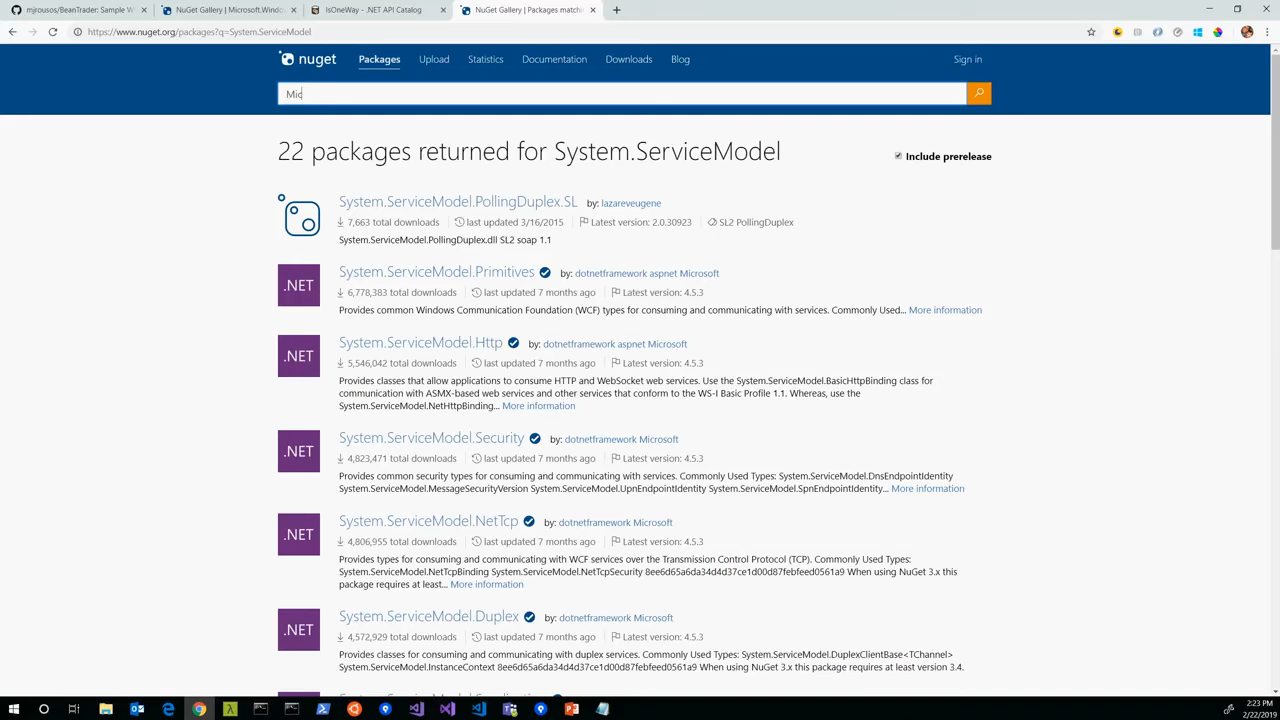 mjrousos/BeanTrader: Sample W
NuGet Gallery | Microsoft.Windo
IsOneWay - .NET API Catalog
NuGet Gallery | Packages matchi
https://www.nuget.org/packages?q=System.ServiceModel
nuget
Packages
Upload
Statistics
Documentation
Downloads
Blog
Sign in
Mic
22 packages returned for System.ServiceModel
Include prerelease
System.ServiceModel.PollingDuplex.SL by: lazareveugene
7,663 total downloads last updated 3/16/2015 Latest version: 2.0.30923 SL2 PollingDuplex
System.ServiceModel.PollingDuplex.dll SL2 soap 1.1
.NET
System.ServiceModel.Primitives by: dotnetframework aspnet Microsoft
6,778,383 total downloads last updated 7 months ago Latest version: 4.5.3
Provides common Windows Communication Foundation (WCF) types for consuming and communicating with services. Commonly Used... More information
.NET
System.ServiceModel.Http by: dotnetframework aspnet Microsoft
5,546,042 total downloads last updated 7 months ago Latest version: 4.5.3
Provides classes that allow applications to consume HTTP and WebSocket web services. Use the System.ServiceModel.BasicHttpBinding class for
communication with ASMX-based web services and other services that conform to the WS-I Basic Profile 1.1. Whereas, use the
System.ServiceModel.NetHttpBinding... More information
.NET
System.ServiceModel.Security by: dotnetframework Microsoft
4,823,471 total downloads last updated 7 months ago Latest version: 4.5.3
Provides common security types for consuming and communicating with services. Commonly Used Types: System.ServiceModel.DnsEndpointIdentity
System.ServiceModel.MessageSecurityVersion System.ServiceModel.UpnEndpointIdentity System.ServiceModel.SpnEndpointIdentity... More information
.NET
System.ServiceModel.NetTcp by: dotnetframework Microsoft
4,806,955 total downloads last updated 7 months ago Latest version: 4.5.3
Provides types for consuming and communicating with WCF services over the Transmission Control Protocol (TCP). Commonly Used Types:
System.ServiceModel.NetTcpBinding System.ServiceModel.NetTcpSecurity 8ee6d65a6da34d4d37ce1d00d87febfeed0561a9 When using NuGet 3.x this
package requires at least... More information
.NET
System.ServiceModel.Duplex by: dotnetframework Microsoft
4,572,929 total downloads last updated 7 months ago Latest version: 4.5.3
Provides classes for consuming and communicating with duplex services. Commonly Used Types: System.ServiceModel.DuplexClientBase<TChannel>
System.ServiceModel.InstanceContext 8ee6d65a6da34d4d37ce1d00d87febfeed0561a9 When using NuGet 3.x this package requires at least version 3.4.
2:23 PM
2/22/2019